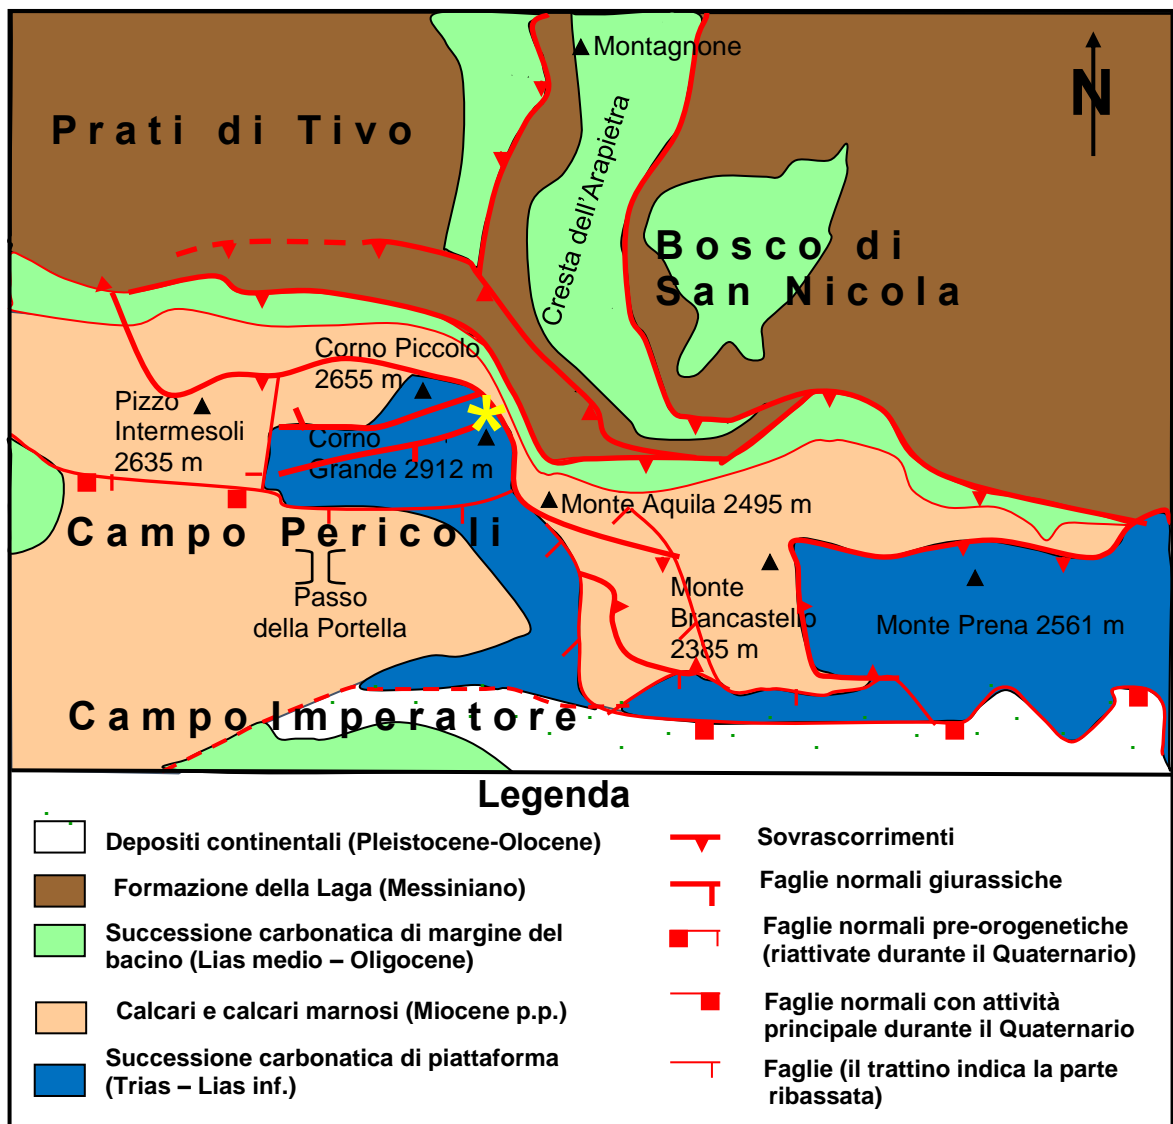 Montagnone
N
Prati di Tivo
Cresta dell'Arapietra
Bosco di
San Nicola
Corno Piccolo
2655 m
Pizzo
Intermesoli
2635 m
Corno
Grande 2912 m
Monte Aquila 2495 m
Campo Pericoli
Passo
della Portella
Monte
Brancastello
2385 m
Monte Prena 2561 m
Campo Imperatore
Legenda
Depositi continentali (Pleistocene-Olocene)
Formazione della Laga (Messiniano)
Successione carbonatica di margine del
bacino (Lias medio – Oligocene)
Calcari e calcari marnosi (Miocene p.p.)
Successione carbonatica di piattaforma
(Trias – Lias inf.)
Sovrascorrimenti
Faglie normali giurassiche
Faglie normali pre-orogenetiche
(riattivate durante il Quaternario)
Faglie normali con attività
principale durante il Quaternario
Faglie (il trattino indica la parte
ribassata)